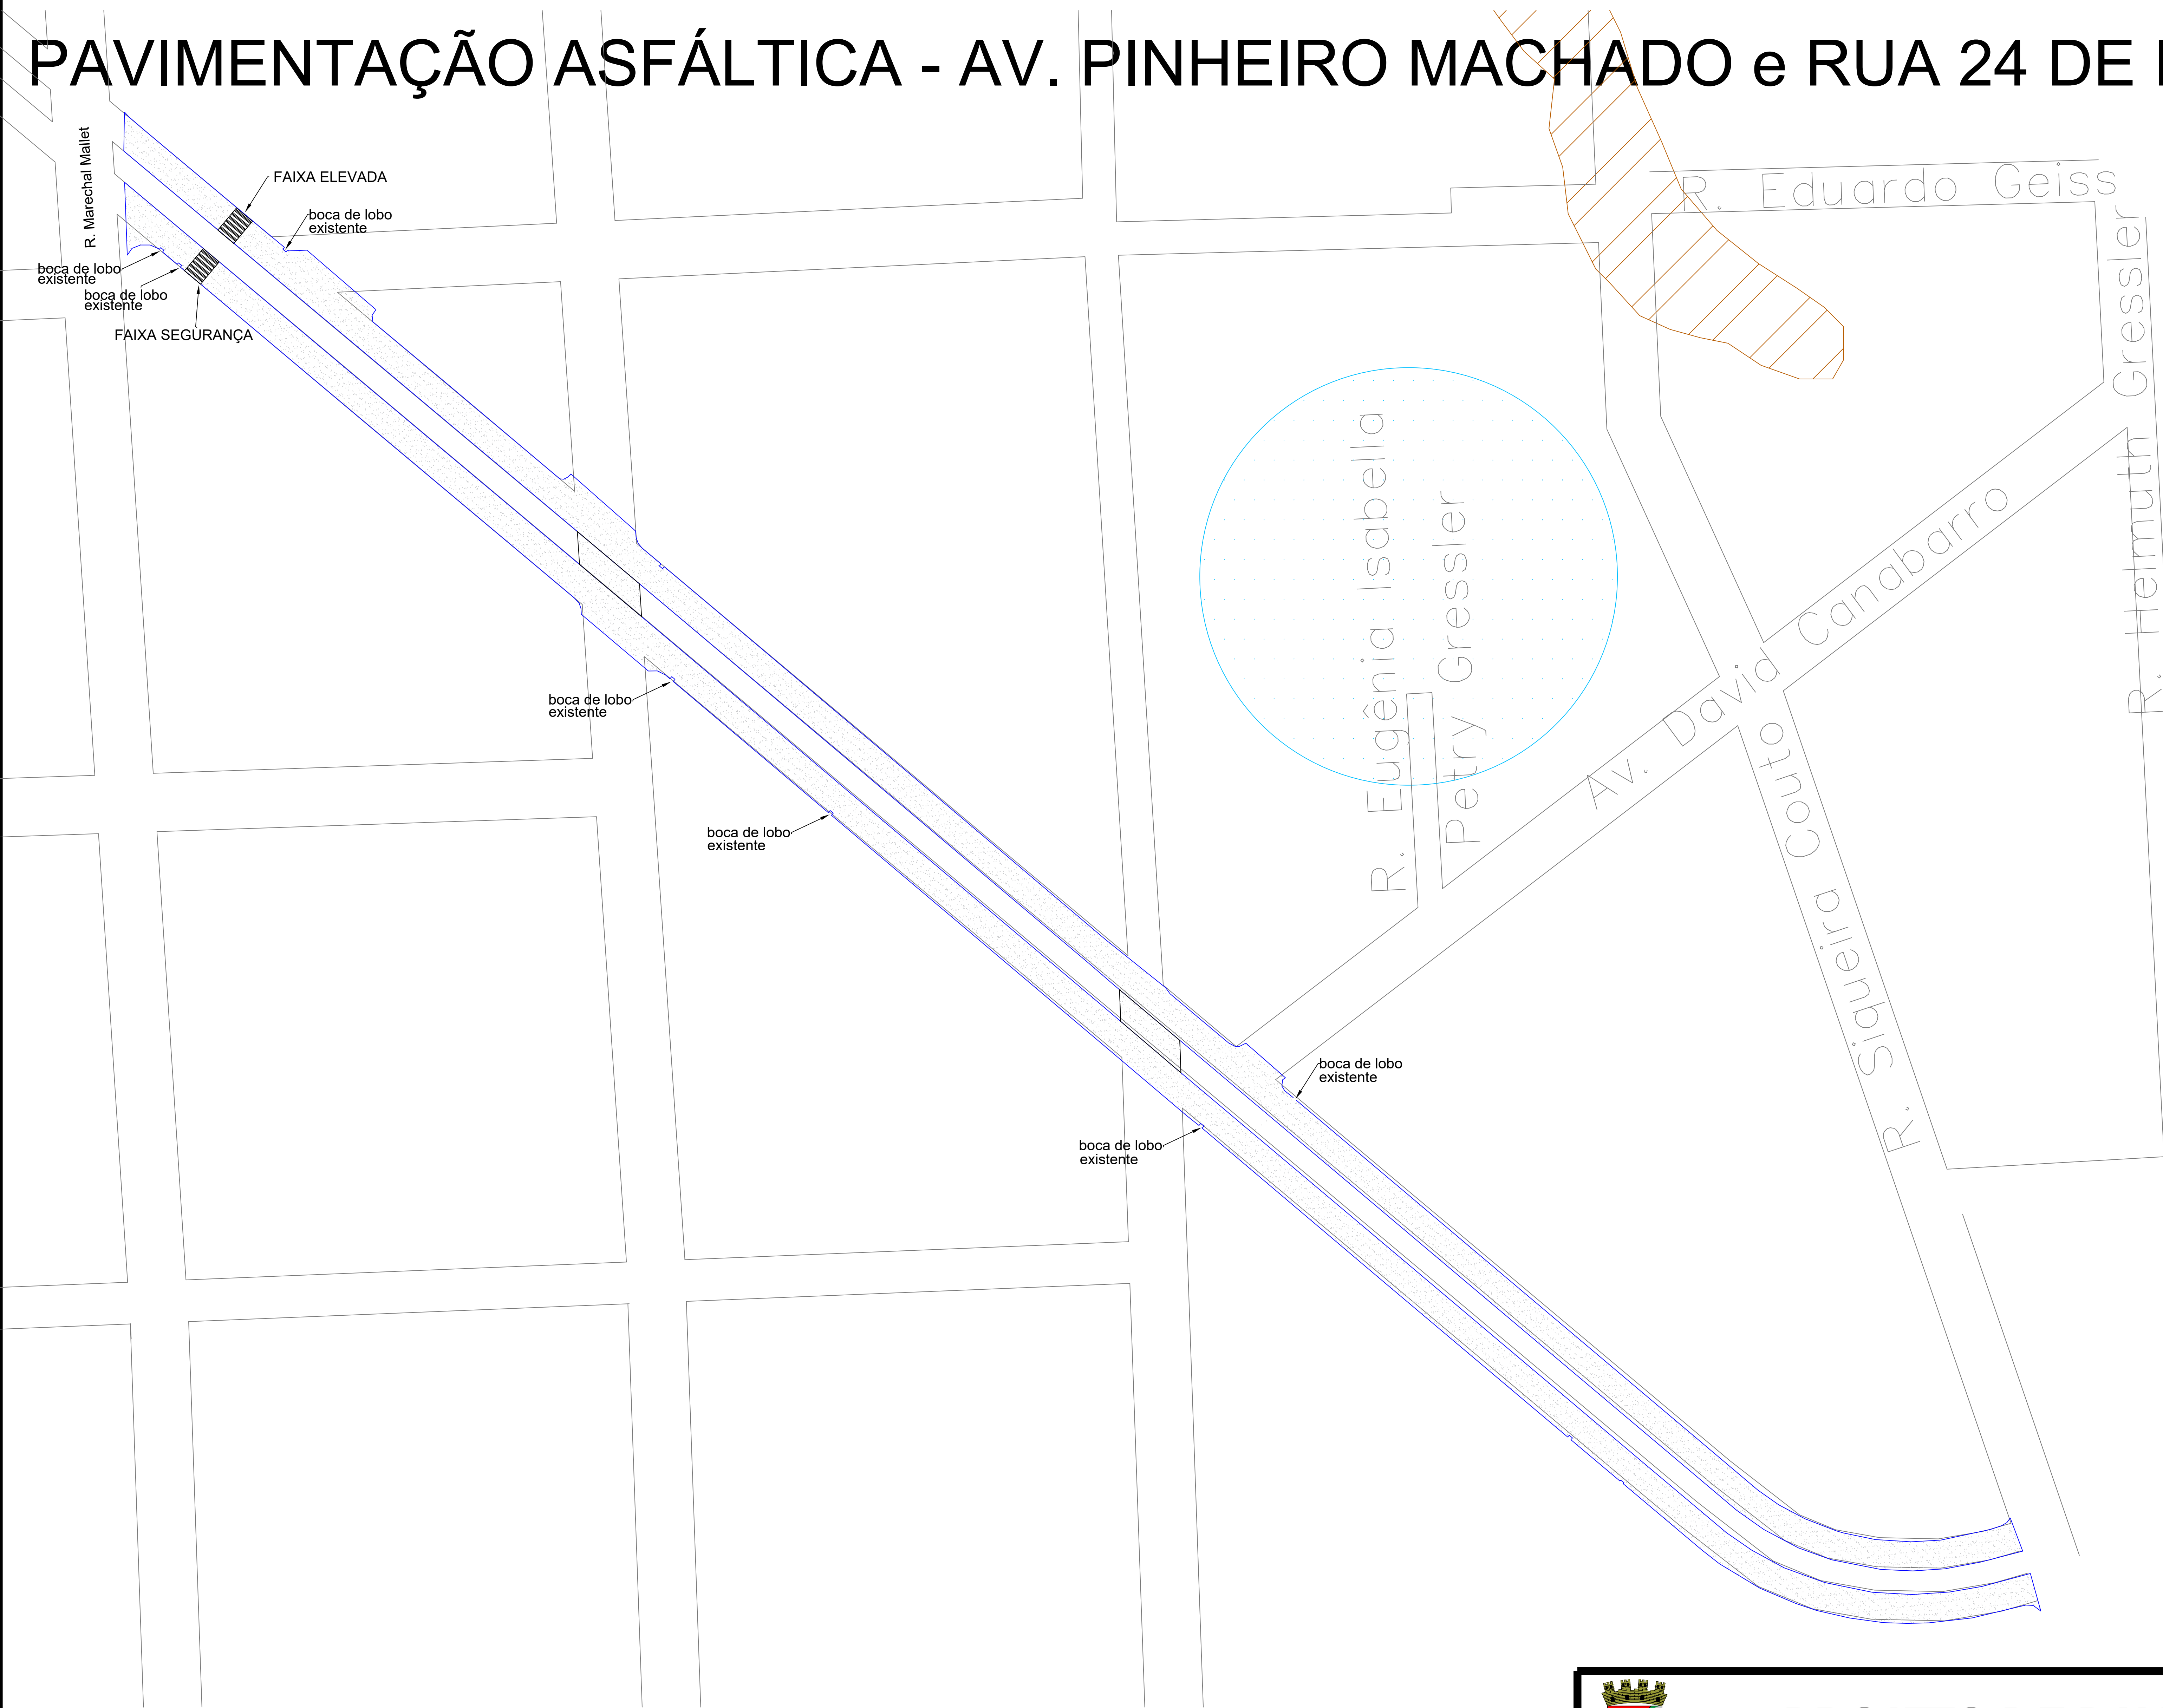 PAVIMENTAÇÃO ASFÁLTICA - AV. PINHEIRO MACHADO e RUA 24 DE
R. Marechal Mallet
FAIXA ELEVADA
boca de lobo
existente
boca de lobo
existente
boca de lobo
existente
FAIXA SEGURANÇA
R. Eduardo Geiss
R. Helmuth Gressler
R. Eugênia Isabella
Petry Gressler
Av. David Canabarro
R. Siqueira Couto
boca de lobo
existente
boca de lobo
existente
boca de lobo
existente
boca de lobo
existente